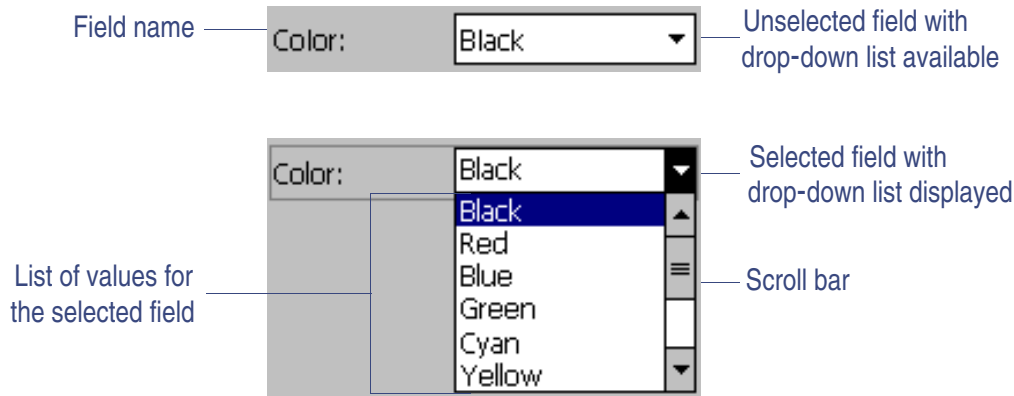 Field name
Color:
Black
Unselected field with
drop-down list available
Color:
Black
Selected field with
drop-down list displayed
Black
Red
Blue
Green
Cyan
Yellow
List of values for
the selected field
Scroll bar